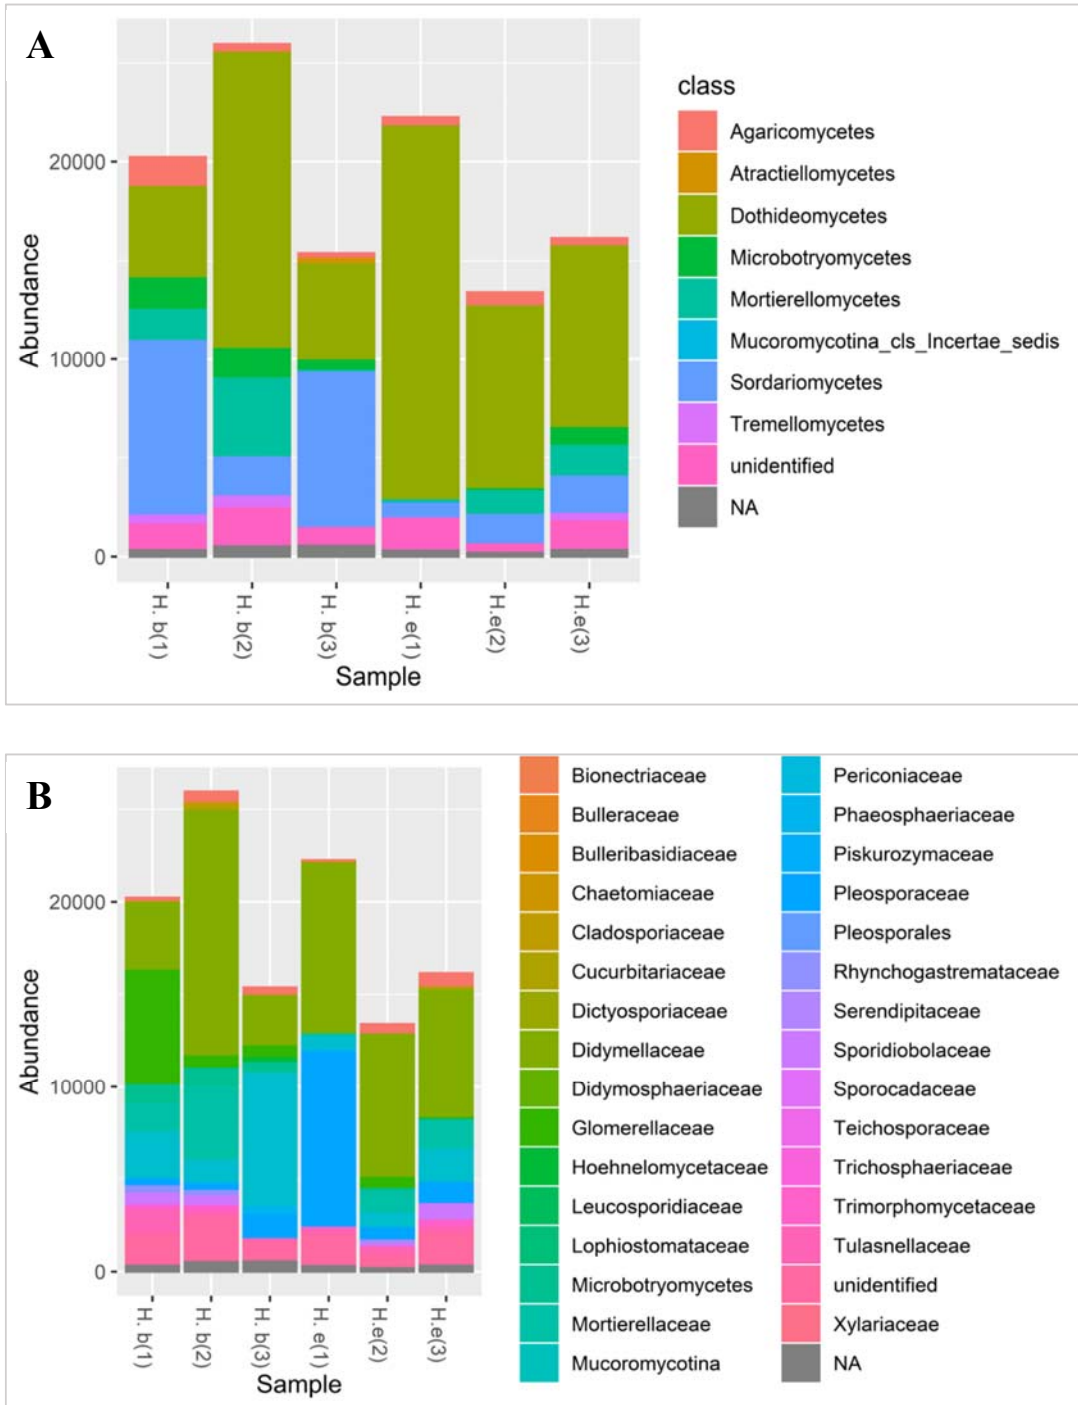 A
class
Agaricomycetes
Atractiellomycetes
Dothideomycetes
Microbotryomycetes
Mortierellomycetes
Mucoromycotina_cls_Incertae_sedis
Sordariomycetes
Tremellomycetes
unidentified
NA
Abundance
20000
10000
0
H. b(1)
H. b(2)
H. b(3)
H. e(1)
H.e(2)
H.e(3)
Sample
B
Abundance
20000
10000
0
H. b(1)
H. b(2)
H. b(3)
H. e(1)
H.e(2)
H.e(3)
Sample
Bionectriaceae
Bulleraceae
Bulleribasidiaceae
Chaetomiaceae
Cladosporiaceae
Cucurbitariaceae
Dictyosporiaceae
Didymellaceae
Didymosphaeriaceae
Glomerellaceae
Hoehnelomycetaceae
Leucosporidiaceae
Lophiostomataceae
Microbotryomycetes
Mortierellaceae
Mucoromycotina
Periconiaceae
Phaeosphaeriaceae
Piskurozymaceae
Pleosporaceae
Pleosporales
Rhynchogastremataceae
Serendipitaceae
Sporidiobolaceae
Sporocadaceae
Teichosporaceae
Trichosphaeriaceae
Trimorphomycetaceae
Tulasnellaceae
unidentified
Xylariaceae
NA